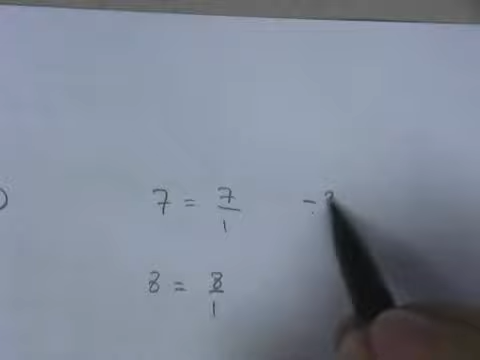 7 = 7/1 -
8 = 8/1